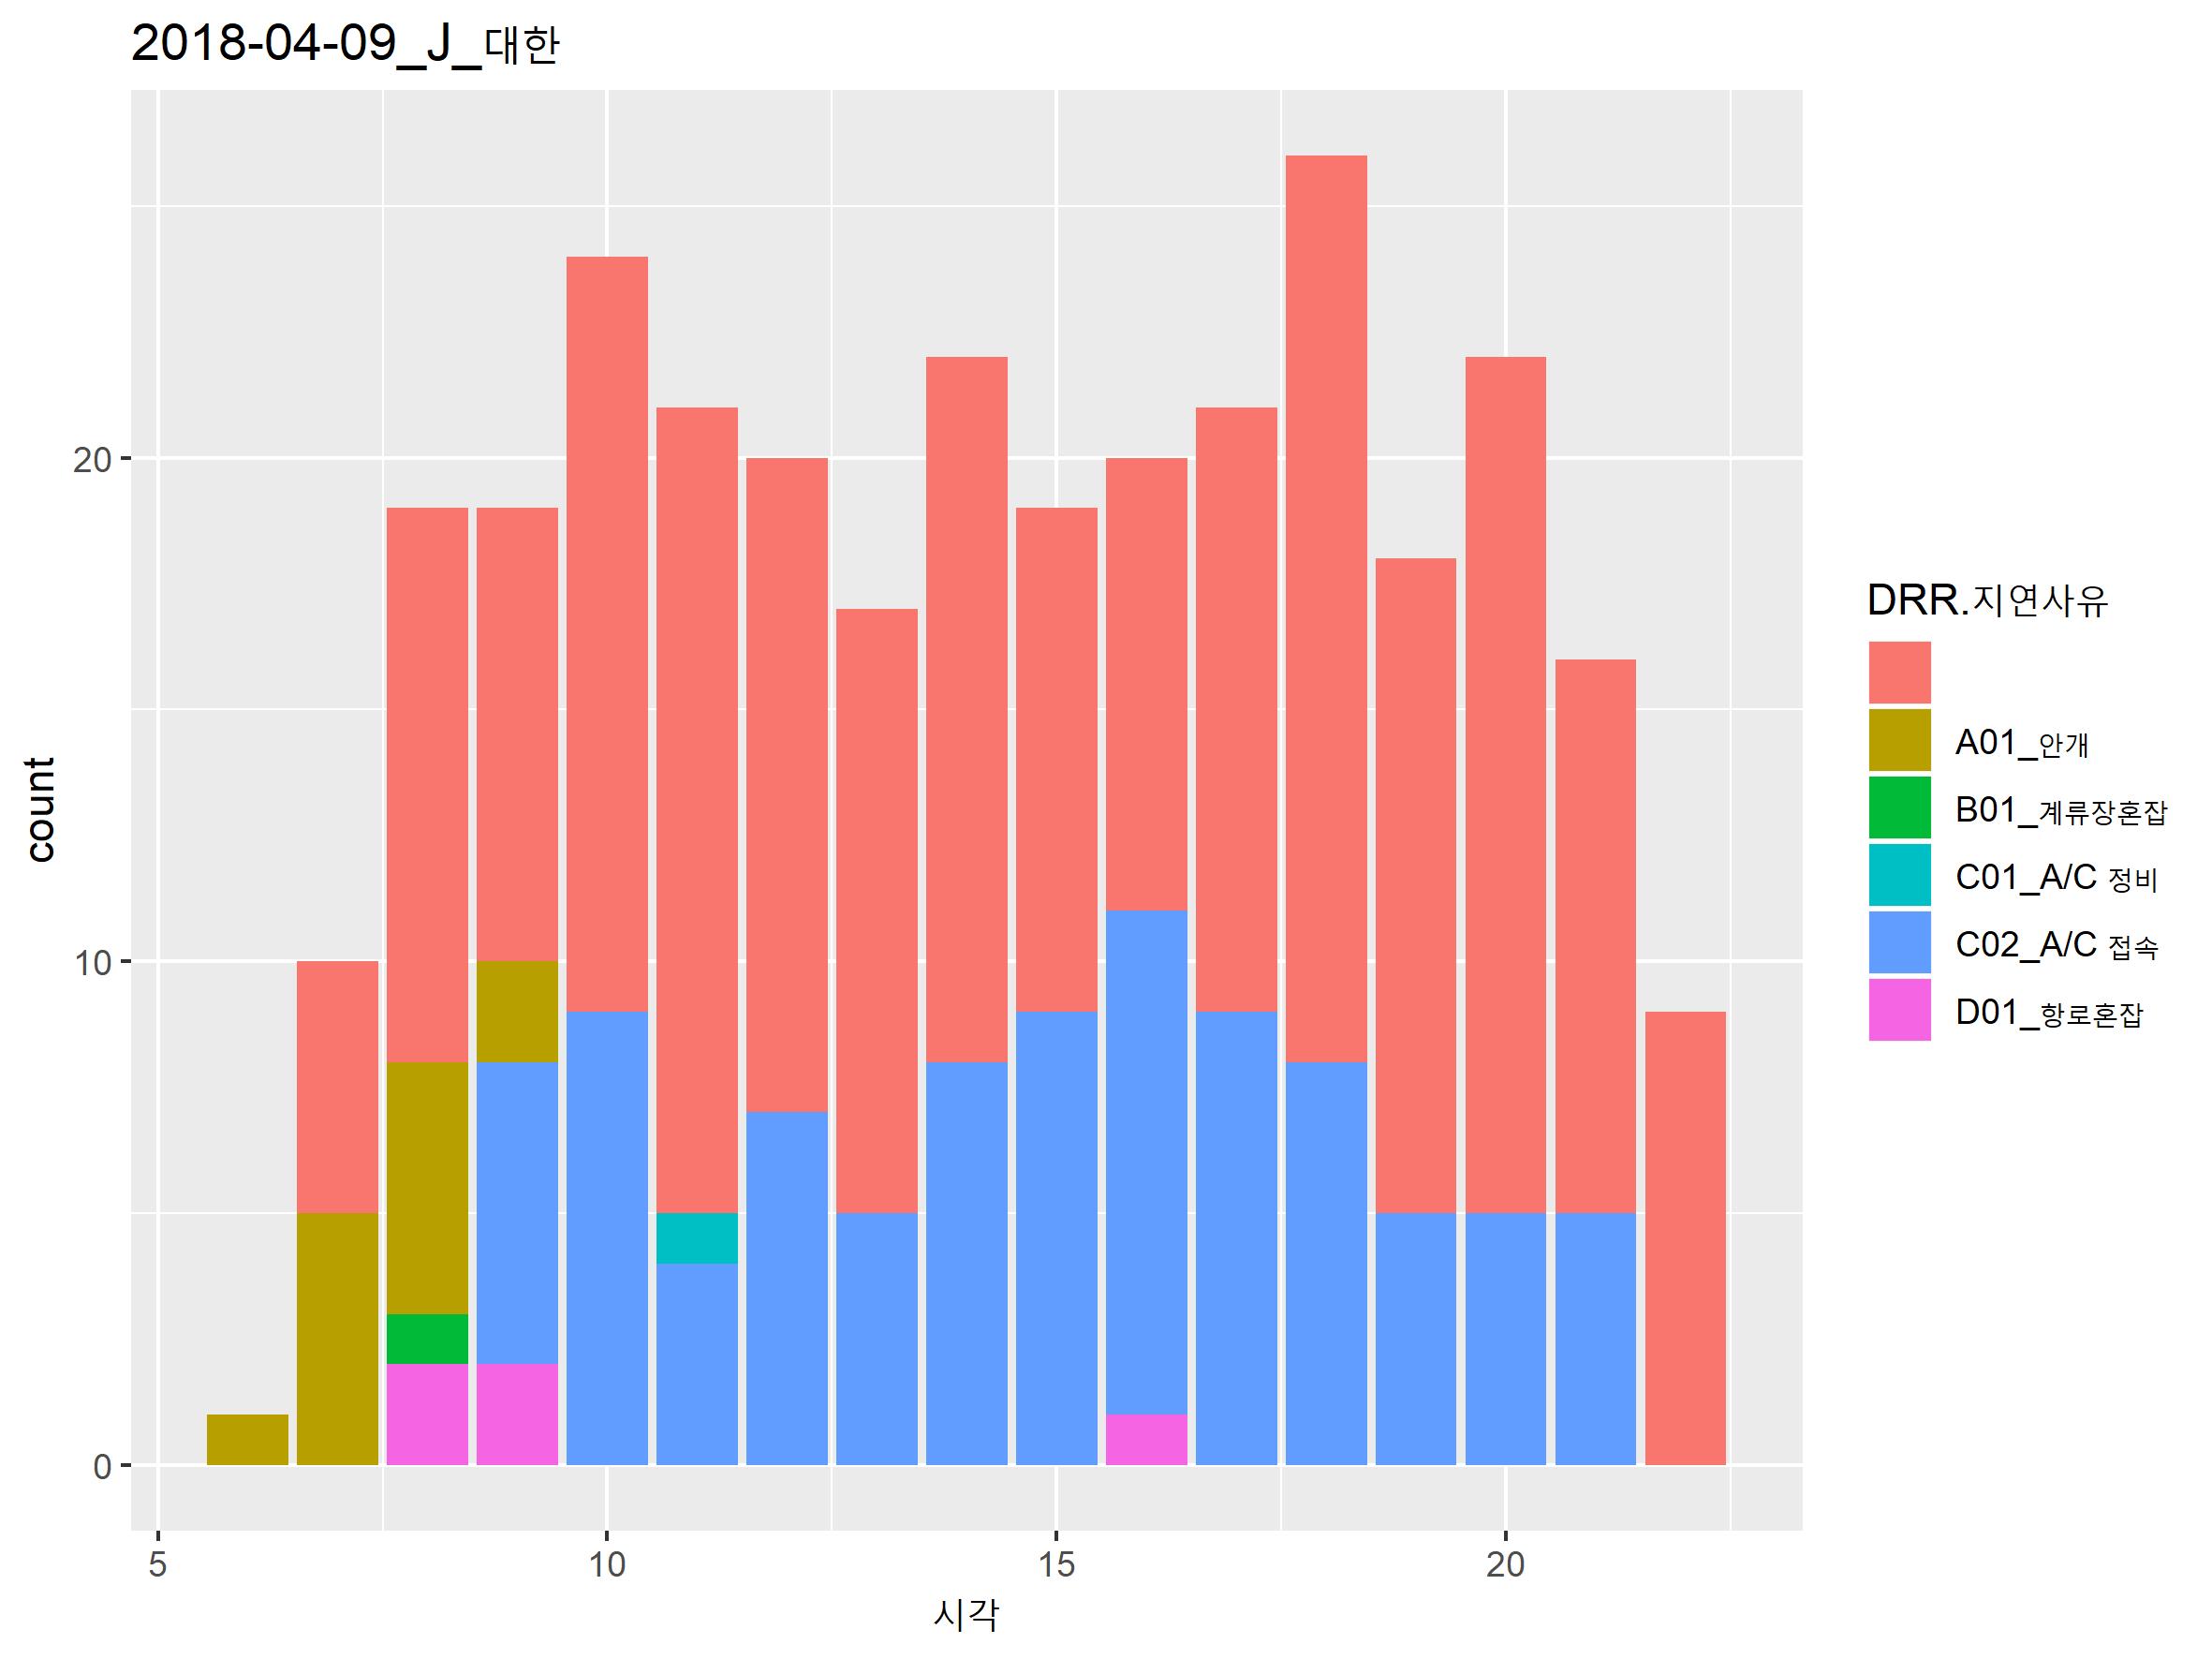 2018-04-09_J_대한
20
10
0
count
5 10 15 20
시각
DRR.지연사유
A01_안개
B01_계류장혼잡
C01_A/C 정비
C02_A/C 접속
D01_항로혼잡